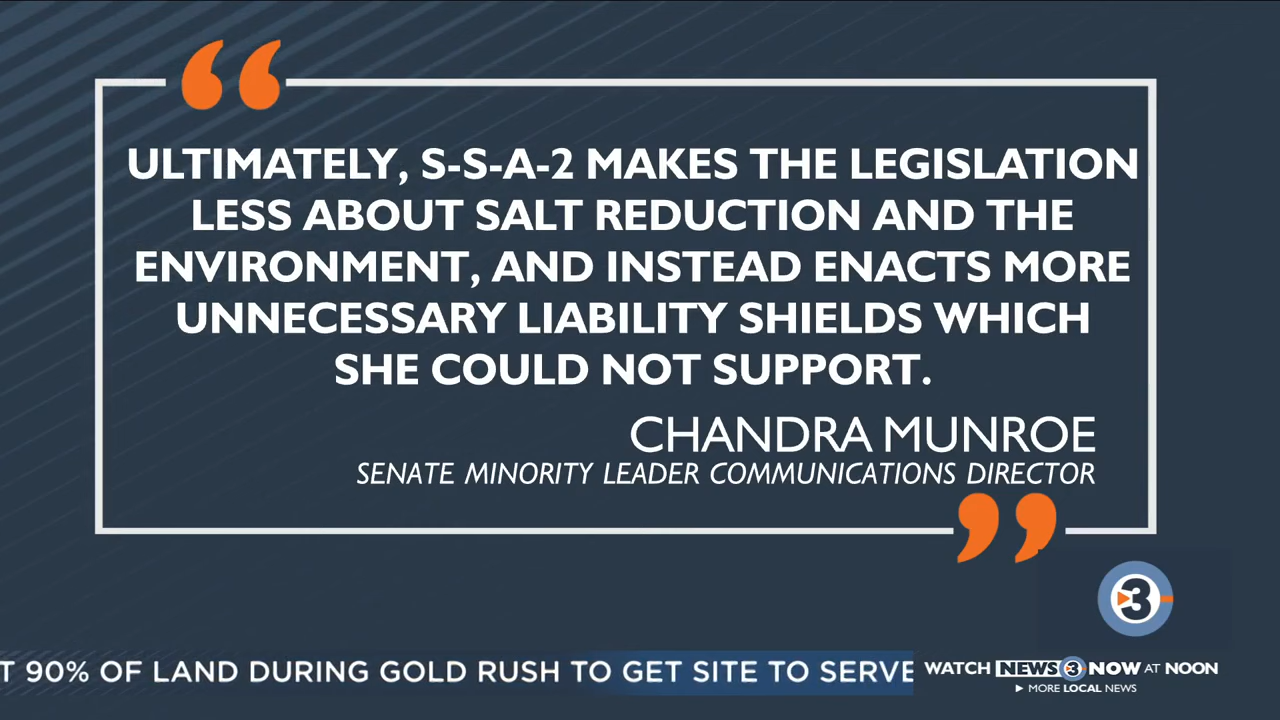 ULTIMATELY, S-S-A-2 MAKES THE LEGISLATION
LESS ABOUT SALT REDUCTION AND THE
ENVIRONMENT, AND INSTEAD ENACTS MORE
UNNECESSARY LIABILITY SHIELDS WHICH
SHE COULD NOT SUPPORT.
CHANDRA MUNROE
SENATE MINORITY LEADER COMMUNICATIONS DIRECTOR
3
T 90% OF LAND DURING GOLD RUSH TO GET SITE TO SERVE
WATCH NEWS 3 NOW AT NOON
MORE LOCAL NEWS